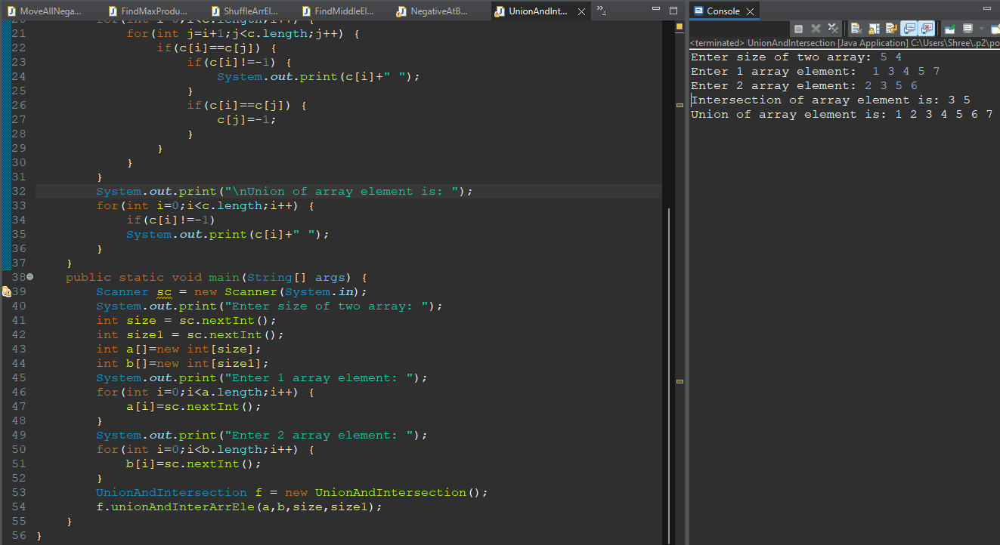 MoveAllNega... FindMaxProdu... ShuffleArrEl... FindMiddleEl... NegativeAtB... UnionAndInt... »4
21 for(int j=i+1;j<c.length;j++) {
22 if(c[i]==c[j]) {
23 if(c[i]!=-1) {
24 System.out.print(c[i]+" ");
25 }
26 if(c[i]==c[j]) {
27 c[j]=-1;
28 }
29 }
30 }
31 }
32 System.out.print("\nUnion of array element is: ");
33 for(int i=0;i<c.length;i++) {
34 if(c[i]!=-1)
35 System.out.print(c[i]+" ");
36 }
37 }
38 public static void main(String[] args) {
39 Scanner sc = new Scanner(System.in);
40 System.out.print("Enter size of two array: ");
41 int size = sc.nextInt();
42 int size1 = sc.nextInt();
43 int a[]=new int[size];
44 int b[]=new int[size1];
45 System.out.print("Enter 1 array element: ");
46 for(int i=0;i<a.length;i++) {
47 a[i]=sc.nextInt();
48 }
49 System.out.print("Enter 2 array element: ");
50 for(int i=0;i<b.length;i++) {
51 b[i]=sc.nextInt();
52 }
53 UnionAndIntersection f = new UnionAndIntersection();
54 f.unionAndInterArrEle(a,b,size,size1);
55 }
56 }
Console
<terminated> UnionAndIntersection [Java Application] C:\Users\Shree\.p2\po
Enter size of two array: 5 4
Enter 1 array element:  1 3 4 5 7
Enter 2 array element: 2 3 5 6
Intersection of array element is: 3 5
Union of array element is: 1 2 3 4 5 6 7